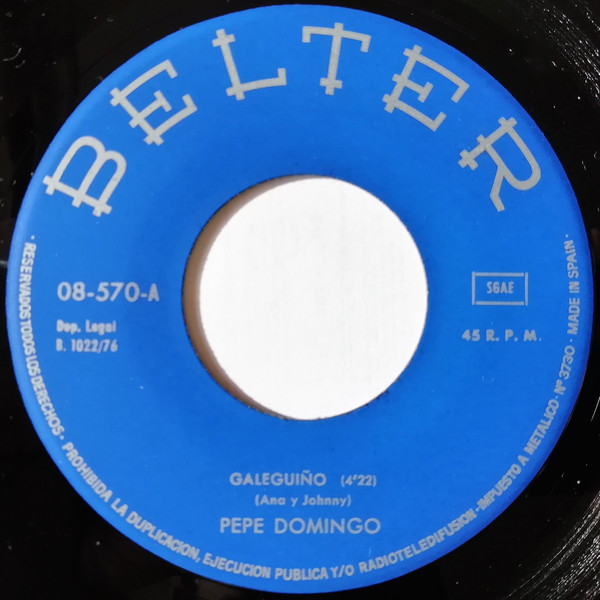 BELTER
08-570-A
Dep. Legal
B. 1022/76
SGAE
45 R. P. M.
GALEGUIÑO (4'22)
(Ana y Johnny)
PEPE DOMINGO
· RESERVADOS TODOS LOS DERECHOS · PROHIBIDA LA DUPLICACION, EJECUCION PUBLICA Y/O RADIOTELEDIFUSION · IMPUESTO A METALICO · Nº 3730 · MADE IN SPAIN ·